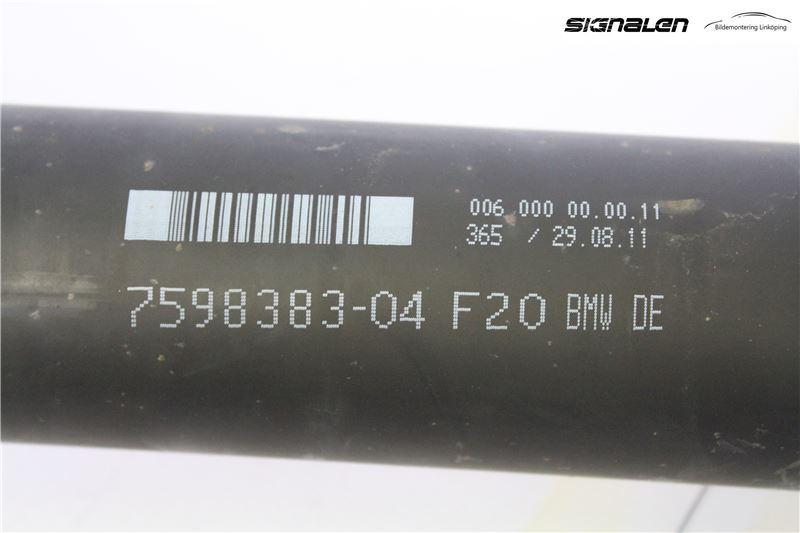 SIGNALEN
Bildemontering Linköping
006 000 00.00.11
365 / 29.08.11
7598383-04 F20 BMW DE